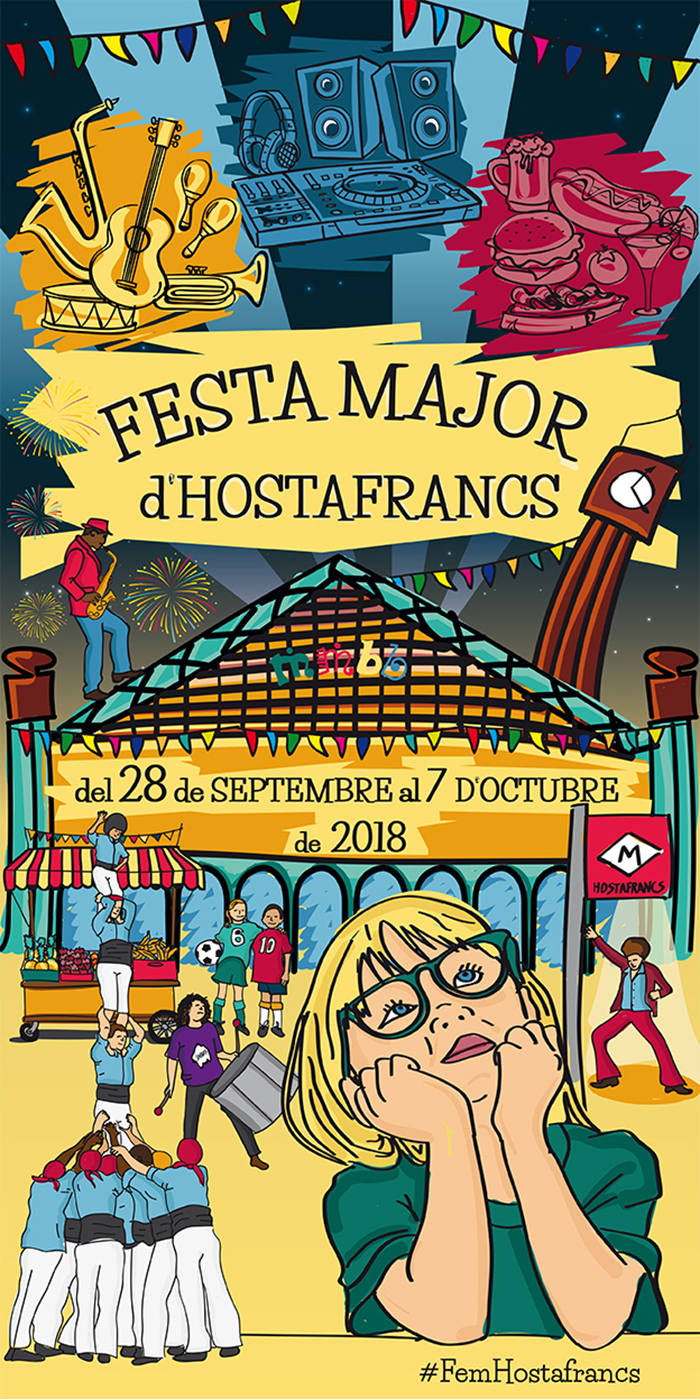 FESTA MAJOR
d'HOSTAFRANCS
del 28 de SEPTEMBRE al 7 D'OCTUBRE
de 2018
M
HOSTAFRANCS
6
10
#FemHostafrancs